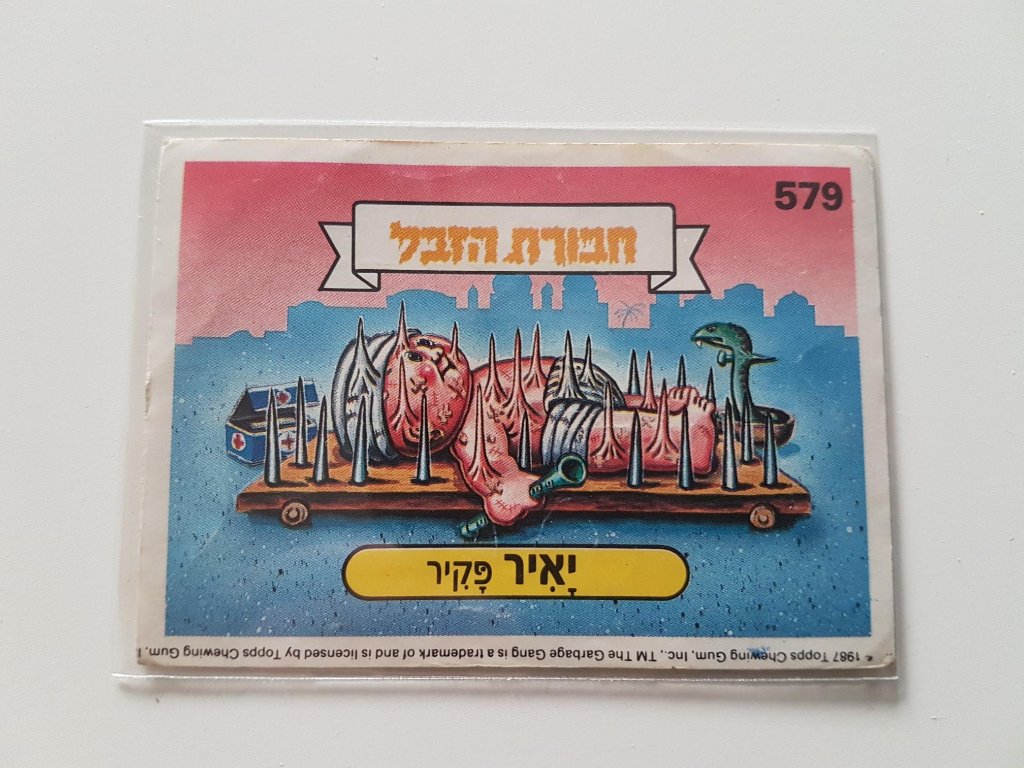 579
חבורת הזבל
יָאִיר פָּקִיר
© 1987 Topps Chewing Gum, Inc., TM The Garbage Gang is a trademark of and is licensed by Topps Chewing Gum,